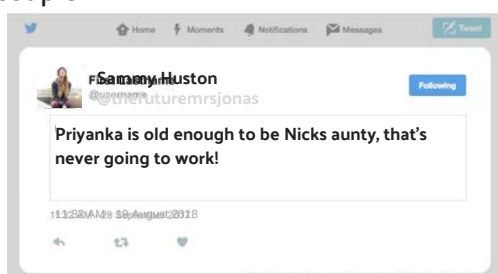 Home Moments Notifications Messages Tweet
Sammy Huston
@thefuturemrsjonas
Following
Priyanka is old enough to be Nicks aunty, that's
never going to work!